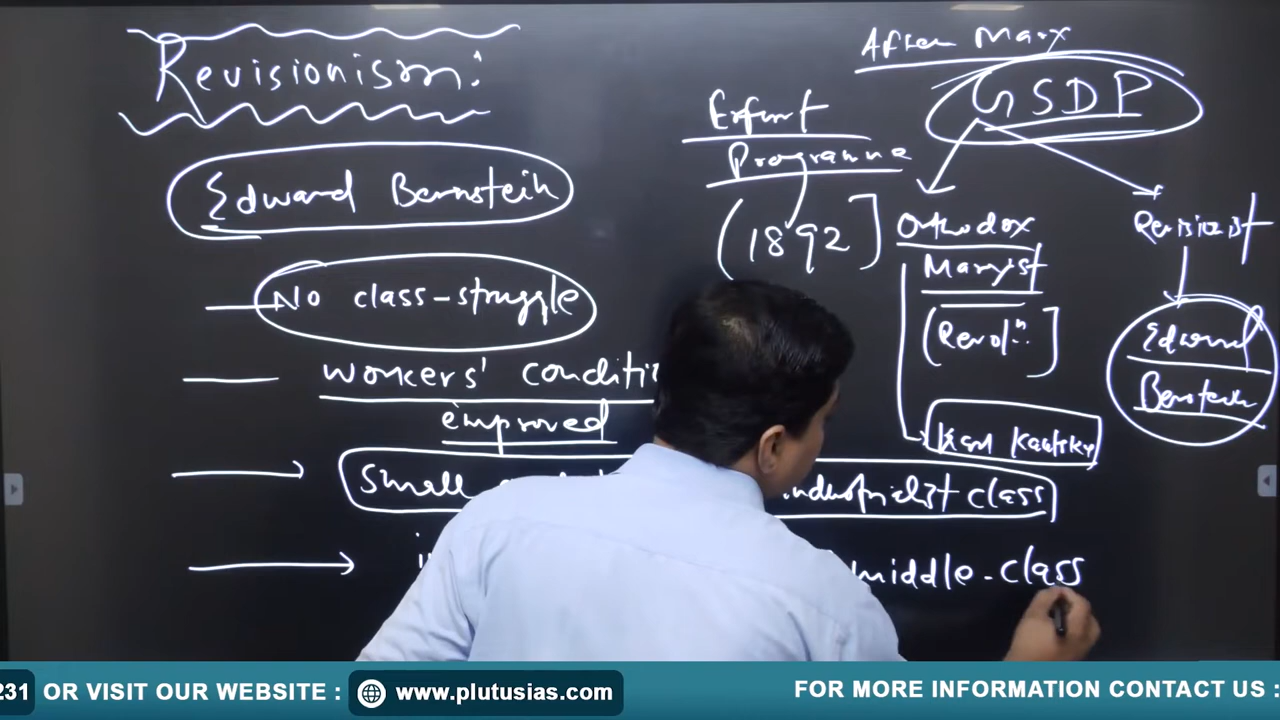 Revisionism:
Edward Bernstein
No class-struggle
workers' conditi
improved
Small
industrialist class
middle-class
After Marx
GSDP
Erfurt
Programme
(1892]
Orthodox
Marxist
(Revolⁿ:]
Karl Kautsky
Revisionist
Edward
Bernstein
231 OR VISIT OUR WEBSITE : www.plutusias.com
FOR MORE INFORMATION CONTACT US :